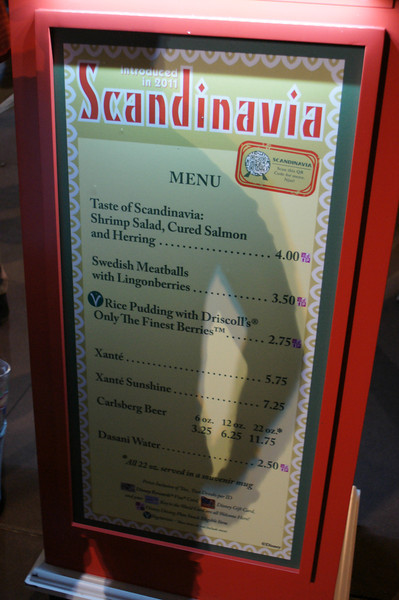 introduced
in 2011
Scandinavia
SCANDINAVIA
MENU
Taste of Scandinavia:
Shrimp Salad, Cured Salmon
and Herring ................ 4.00
Swedish Meatballs
with Lingonberries ................ 3.50
V Rice Pudding with Driscoll's®
Only The Finest Berries™ ........ 2.75
Xanté ................ 5.75
Xanté Sunshine ................ 7.25
Carlsberg Beer 6 oz. 12 oz. 22 oz.*
3.25 6.25 11.75
Dasani Water ................ 2.50
*All 22 oz. served in a souvenir mug.